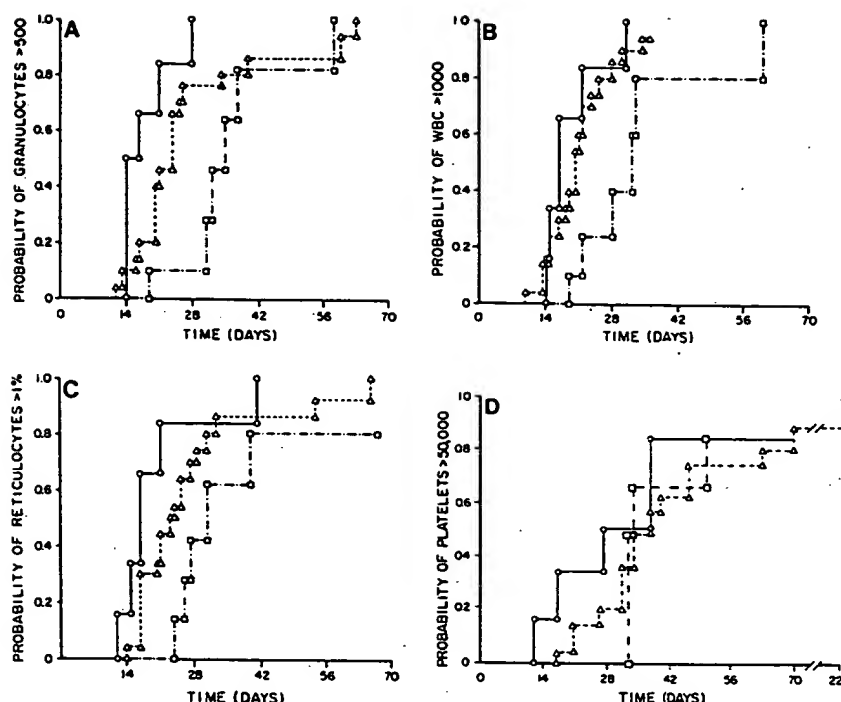 A
PROBABILITY OF GRANULOCYTES >500
1.0
0.8
0.6
0.4
0.2
0
0 14 28 42 56 70
TIME (DAYS)
B
PROBABILITY OF WBC >1000
1.0
0.8
0.6
0.4
0.2
0
0 14 28 42 56 70
TIME (DAYS)
C
PROBABILITY OF RETICULOCYTES >1%
1.0
0.8
0.6
0.4
0.2
0
0 14 28 42 56 70
TIME (DAYS)
D
PROBABILITY OF PLATELETS >50,000
1.0
0.8
0.6
0.4
0.2
0
0 14 28 42 56 70
TIME (DAYS)